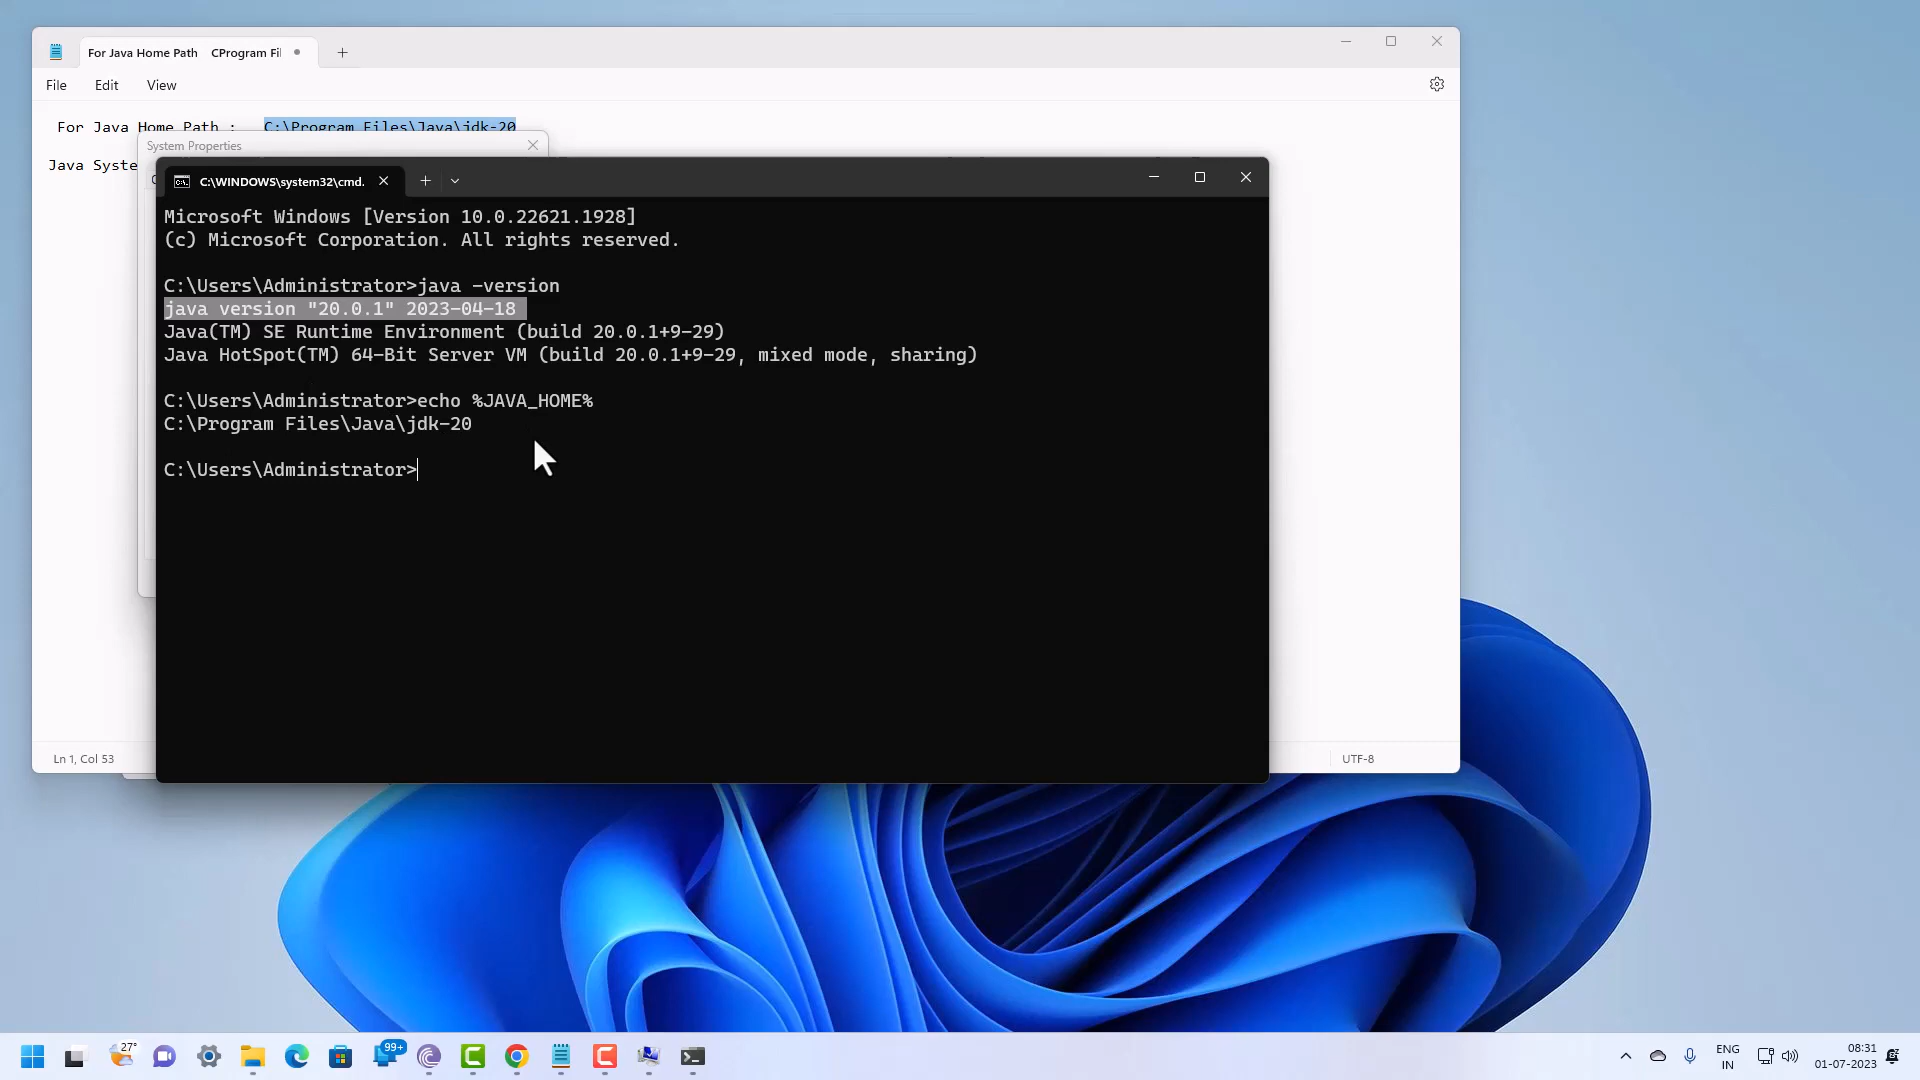 For Java Home Path CProgram Fil
File Edit View
For Java Home Path : C:\Program Files\Java\jdk-20
System Properties
Java Syste
C:\WINDOWS\system32\cmd.
Microsoft Windows [Version 10.0.22621.1928]
(c) Microsoft Corporation. All rights reserved.
C:\Users\Administrator>java -version
java version "20.0.1" 2023-04-18
Java(TM) SE Runtime Environment (build 20.0.1+9-29)
Java HotSpot(TM) 64-Bit Server VM (build 20.0.1+9-29, mixed mode, sharing)
C:\Users\Administrator>echo %JAVA_HOME%
C:\Program Files\Java\jdk-20
C:\Users\Administrator>
Ln 1, Col 53
UTF-8
27°
99+
ENG
IN
08:31
01-07-2023